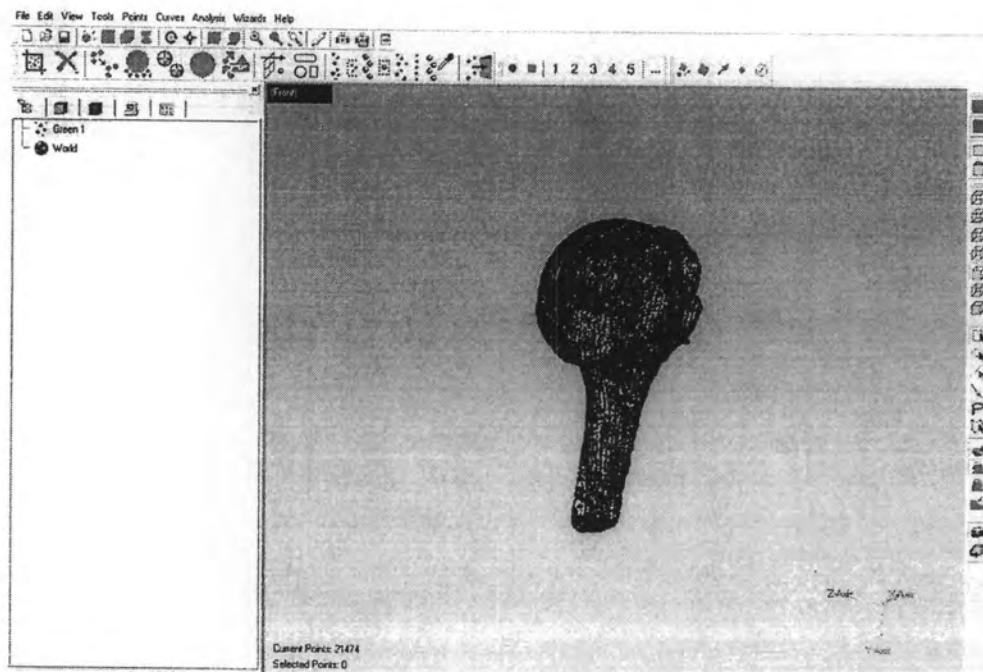 File Edit View Tools Points Curves Analysis Wizards Help
1 2 3 4 5 ...
(Front)
Green 1
World
P
Z-Axis X-Axis
Y-Axis
Current Points: 21474
Selected Points: 0